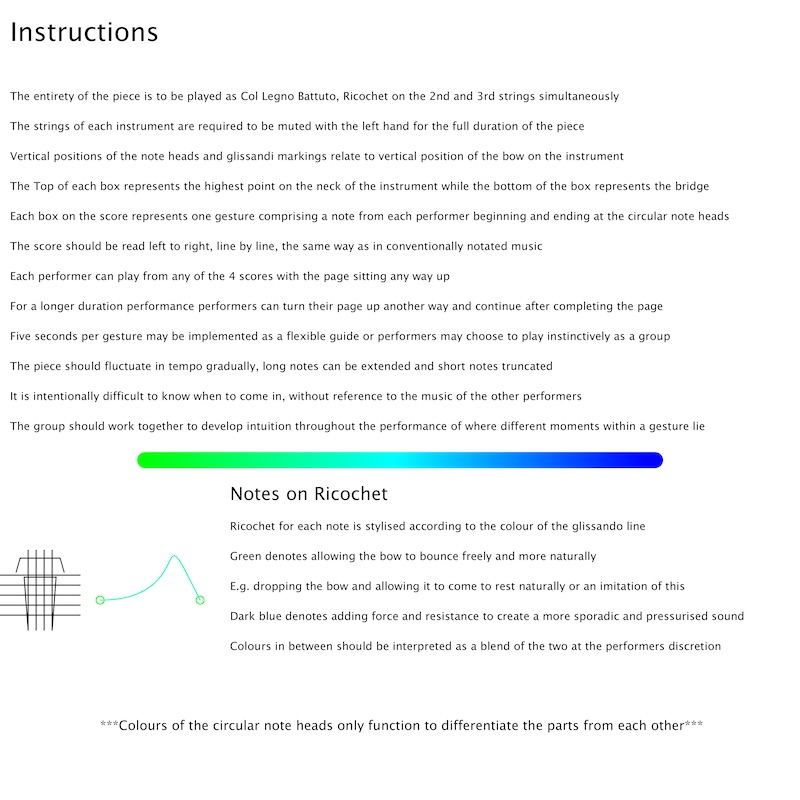 Instructions
The entirety of the piece is to be played as Col Legno Battuto, Ricochet on the 2nd and 3rd strings simultaneously
The strings of each instrument are required to be muted with the left hand for the full duration of the piece
Vertical positions of the note heads and glissandi markings relate to vertical position of the bow on the instrument
The Top of each box represents the highest point on the neck of the instrument while the bottom of the box represents the bridge
Each box on the score represents one gesture comprising a note from each performer beginning and ending at the circular note heads
The score should be read left to right, line by line, the same way as in conventionally notated music
Each performer can play from any of the 4 scores with the page sitting any way up
For a longer duration performance performers can turn their page up another way and continue after completing the page
Five seconds per gesture may be implemented as a flexible guide or performers may choose to play instinctively as a group
The piece should fluctuate in tempo gradually, long notes can be extended and short notes truncated
It is intentionally difficult to know when to come in, without reference to the music of the other performers
The group should work together to develop intuition throughout the performance of where different moments within a gesture lie
Notes on Ricochet
Ricochet for each note is stylised according to the colour of the glissando line
Green denotes allowing the bow to bounce freely and more naturally
E.g. dropping the bow and allowing it to come to rest naturally or an imitation of this
Dark blue denotes adding force and resistance to create a more sporadic and pressurised sound
Colours in between should be interpreted as a blend of the two at the performers discretion
***Colours of the circular note heads only function to differentiate the parts from each other***